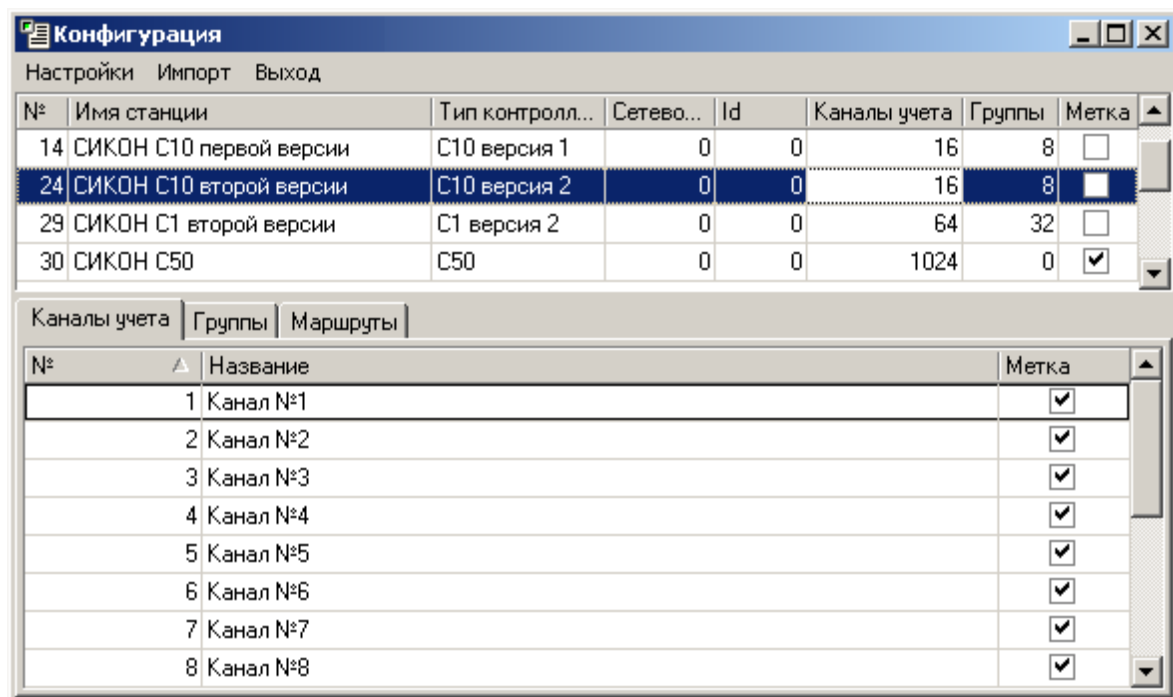 Конфигурация
Настройки Импорт Выход
№ Имя станции Тип контролл... Сетево... Id Каналы учета Группы Метка
14 СИКОН С10 первой версии С10 версия 1 0 0 16 8
24 СИКОН С10 второй версии С10 версия 2 0 0 16 8
29 СИКОН С1 второй версии С1 версия 2 0 0 64 32
30 СИКОН С50 С50 0 0 1024 0
Каналы учета Группы Маршруты
№ Название Метка
1 Канал №1
2 Канал №2
3 Канал №3
4 Канал №4
5 Канал №5
6 Канал №6
7 Канал №7
8 Канал №8